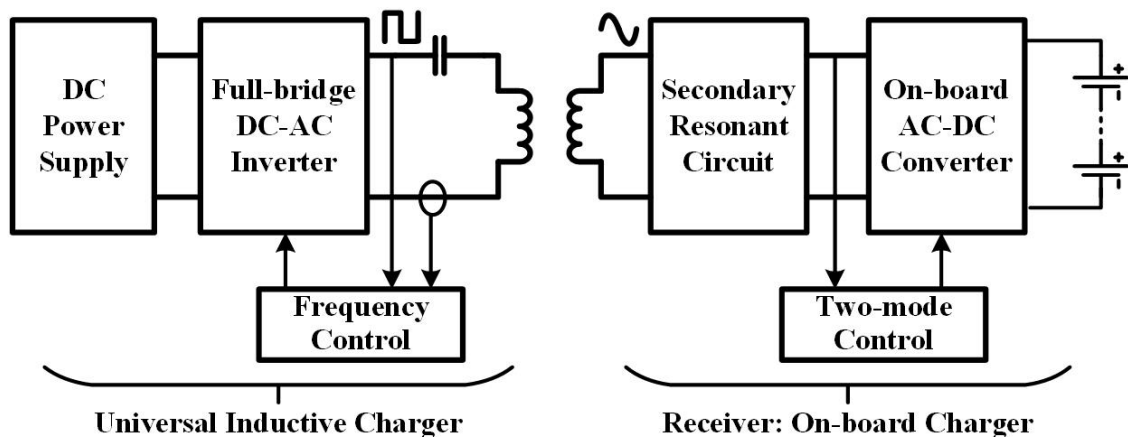 DC
Power
Supply
Full-bridge
DC-AC
Inverter
Secondary
Resonant
Circuit
On-board
AC-DC
Converter
+
-
+
-
Frequency
Control
Two-mode
Control
Universal Inductive Charger
Receiver: On-board Charger